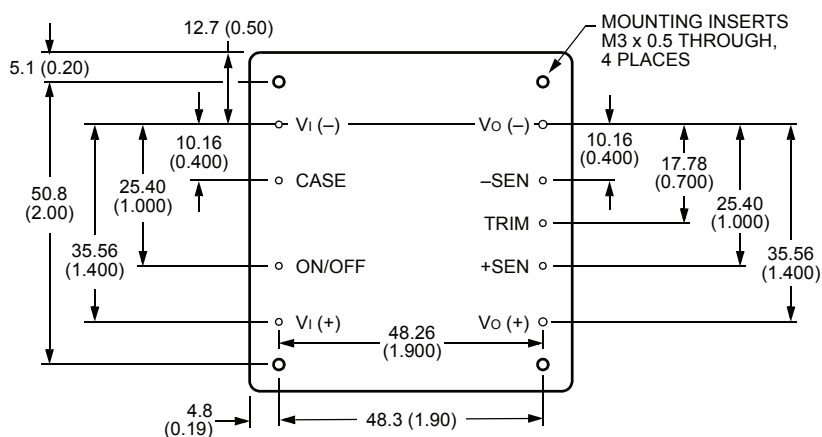 12.7 (0.50)
5.1 (0.20)
MOUNTING INSERTS
M3 x 0.5 THROUGH,
4 PLACES
VI (–)
VO (–)
10.16
(0.400)
10.16
(0.400)
CASE
–SEN
17.78
(0.700)
25.40
(1.000)
25.40
(1.000)
50.8
(2.00)
TRIM
35.56
(1.400)
35.56
(1.400)
ON/OFF
+SEN
VI (+)
VO (+)
48.26
(1.900)
4.8
(0.19)
48.3 (1.90)